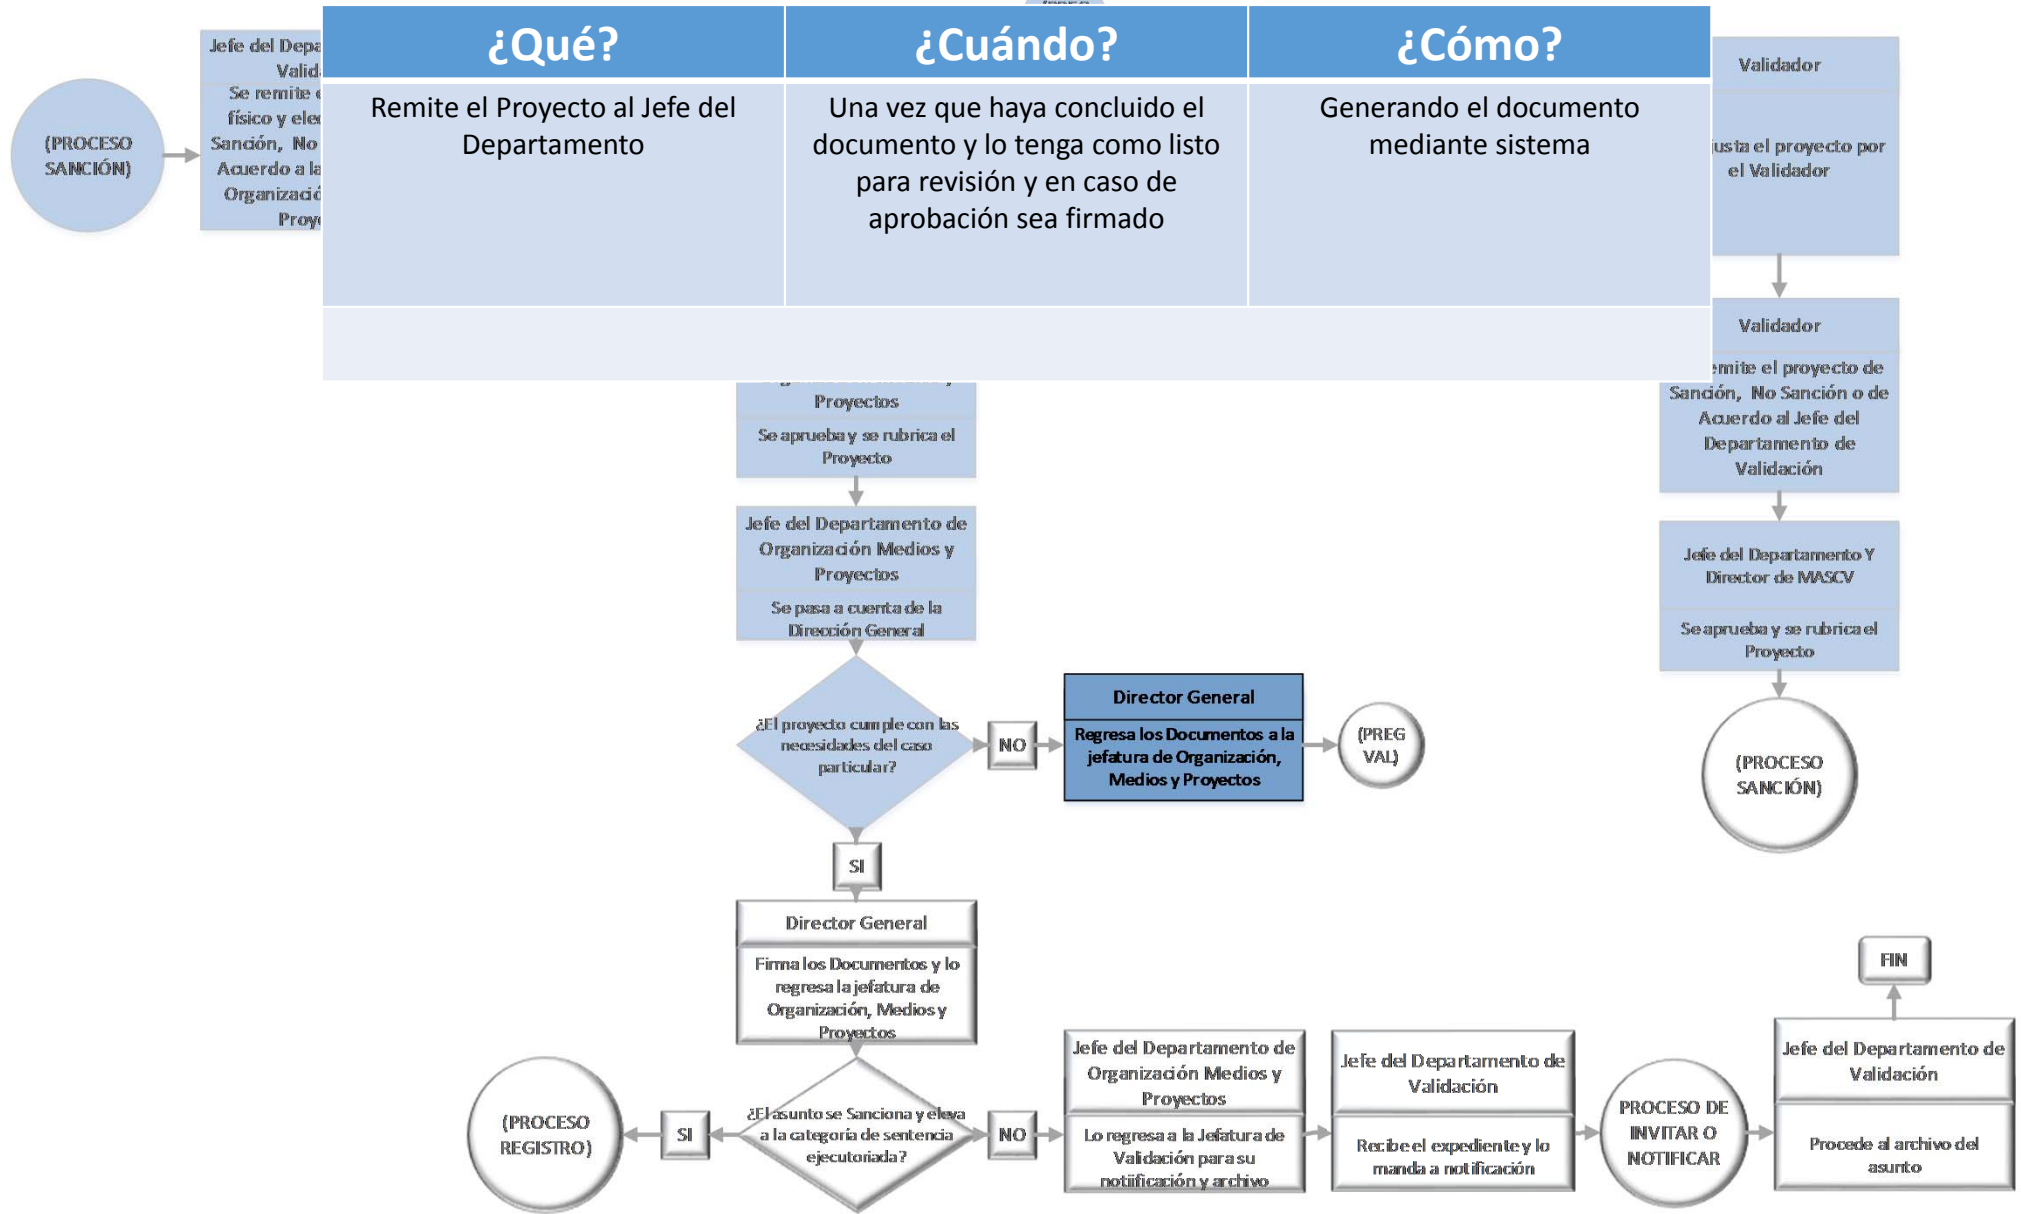 ¿Qué?
¿Cuándo?
¿Cómo?
Remite el Proyecto al Jefe del
Departamento
Una vez que haya concluido el
documento y lo tenga como listo
para revisión y en caso de
aprobación sea firmado
Generando el documento
mediante sistema
(PROCESO
SANCIÓN)
Jefe del
Se remite
físico y
Sanción, No
Acuerdo a la
Validador
el proyecto por
el Validador
Validador
el proyecto de
Sanción, No Sanción o de
Acuerdo al Jefe del
Departamento de
Validación
Jefe del Departamento Y
Director de MASCV
Se aprueba y se rubrica el
Proyecto
(PROCESO
SANCIÓN)
Proyectos
Se aprueba y se rubrica el
Proyecto
Jefe del Departamento de
Organización Medios y
Proyectos
Se pasa a cuenta de la
Dirección General
¿El proyecto cumple con las
necesidades del caso
particular?
NO
Director General
Regresa los Documentos a la
jefatura de Organización,
Medios y Proyectos
(PREG
VAL)
SI
Director General
Firma los Documentos y lo
regresa la jefatura de
Organización, Medios y
Proyectos
¿El asunto se Sanciona y eleva
a la categoría de sentencia
ejecutoriada?
SI
(PROCESO
REGISTRO)
NO
Jefe del Departamento de
Organización Medios y
Proyectos
Lo regresa a la Jefatura de
Validación para su
notiificación y archivo
Jefe del Departamento de
Validación
Recibe el expediente y lo
manda a notificación
PROCESO DE
INVITAR O
NOTIFICAR
Jefe del Departamento de
Validación
Procede al archivo del
asunto
FIN